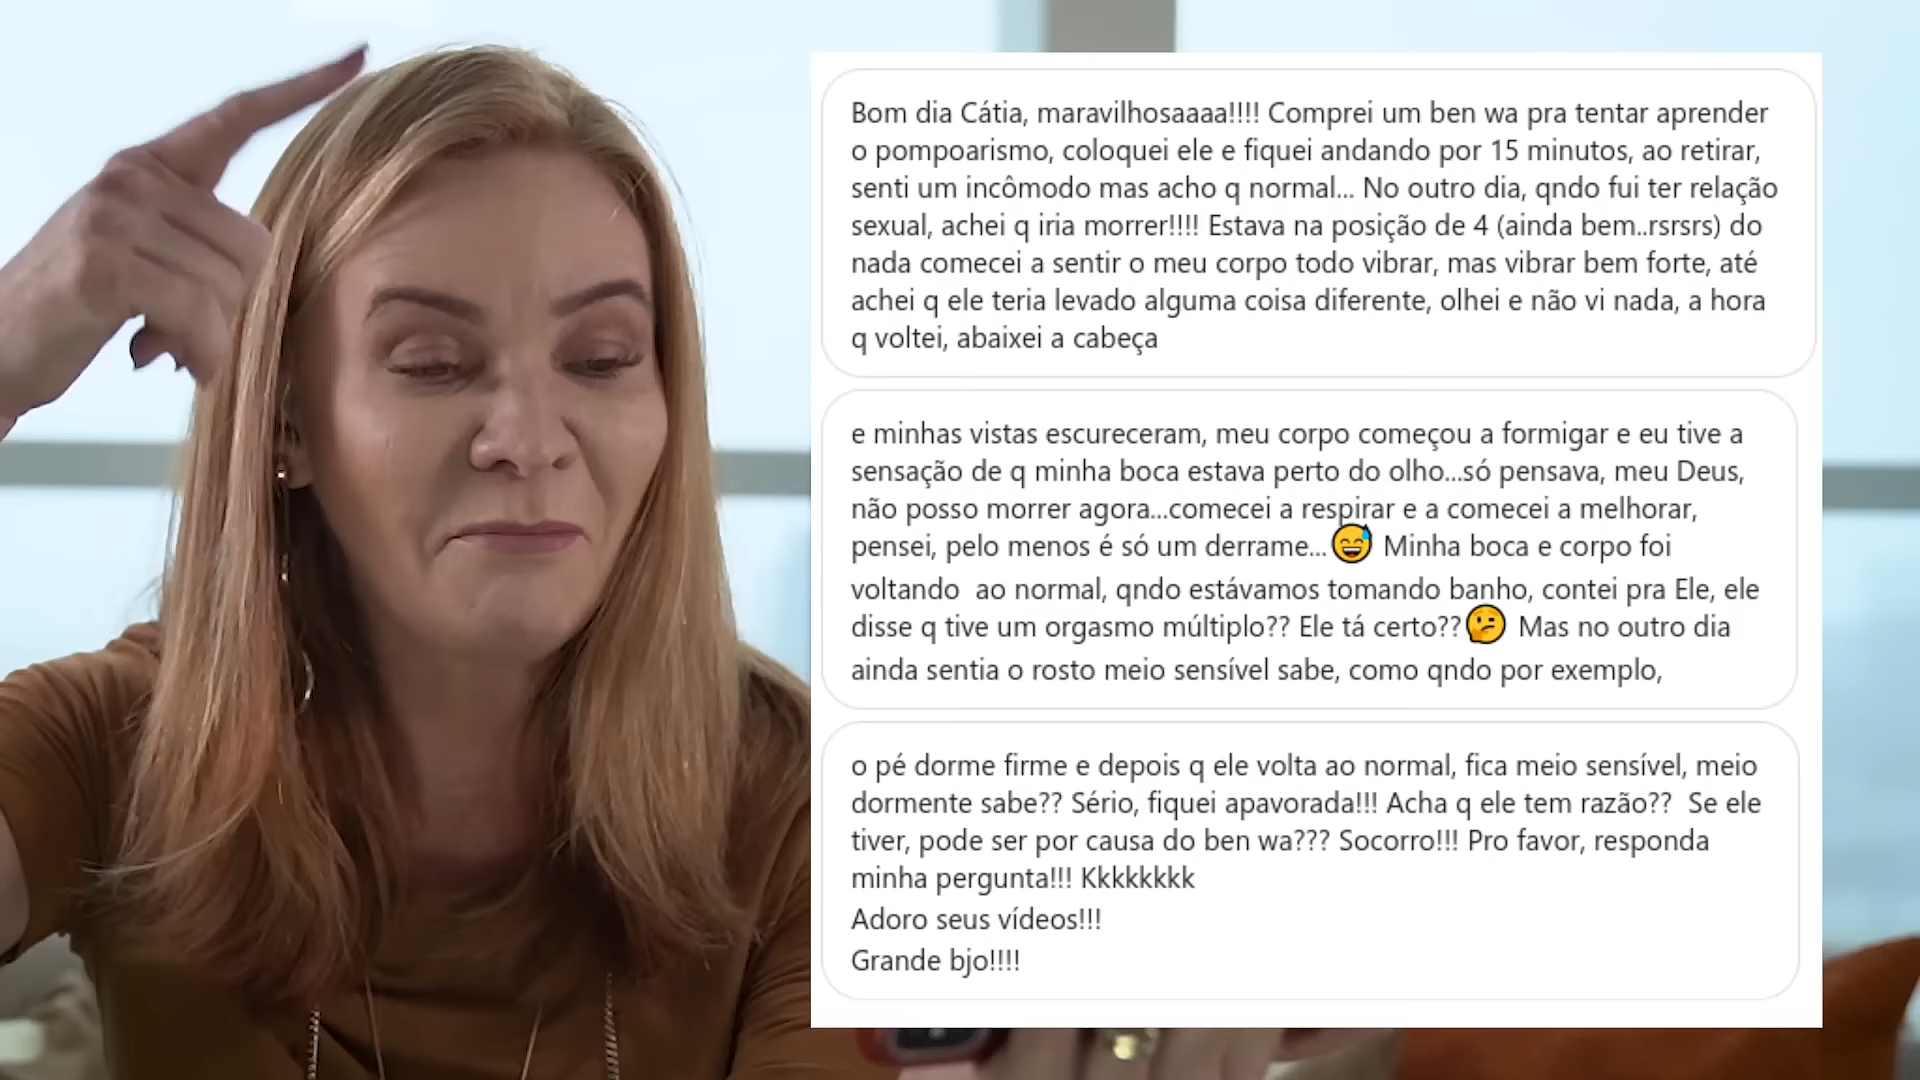 Bom dia Cátia, maravilhosaaaa!!!! Comprei um ben wa pra tentar aprender
o pompoarismo, coloquei ele e fiquei andando por 15 minutos, ao retirar,
senti um incômodo mas acho q normal... No outro dia, qndo fui ter relação
sexual, achei q iria morrer!!!! Estava na posição de 4 (ainda bem..rsrsrs) do
nada comecei a sentir o meu corpo todo vibrar, mas vibrar bem forte, até
achei q ele teria levado alguma coisa diferente, olhei e não vi nada, a hora
q voltei, abaixei a cabeça
e minhas vistas escureceram, meu corpo começou a formigar e eu tive a
sensação de q minha boca estava perto do olho...só pensava, meu Deus,
não posso morrer agora...comecei a respirar e a comecei a melhorar,
pensei, pelo menos é só um derrame...😅 Minha boca e corpo foi
voltando  ao normal, qndo estávamos tomando banho, contei pra Ele, ele
disse q tive um orgasmo múltiplo?? Ele tá certo??🤔 Mas no outro dia
ainda sentia o rosto meio sensível sabe, como qndo por exemplo,
o pé dorme firme e depois q ele volta ao normal, fica meio sensível, meio
dormente sabe?? Sério, fiquei apavorada!!! Acha q ele tem razão??  Se ele
tiver, pode ser por causa do ben wa??? Socorro!!! Pro favor, responda
minha pergunta!!! Kkkkkkkk
Adoro seus vídeos!!!
Grande bjo!!!!